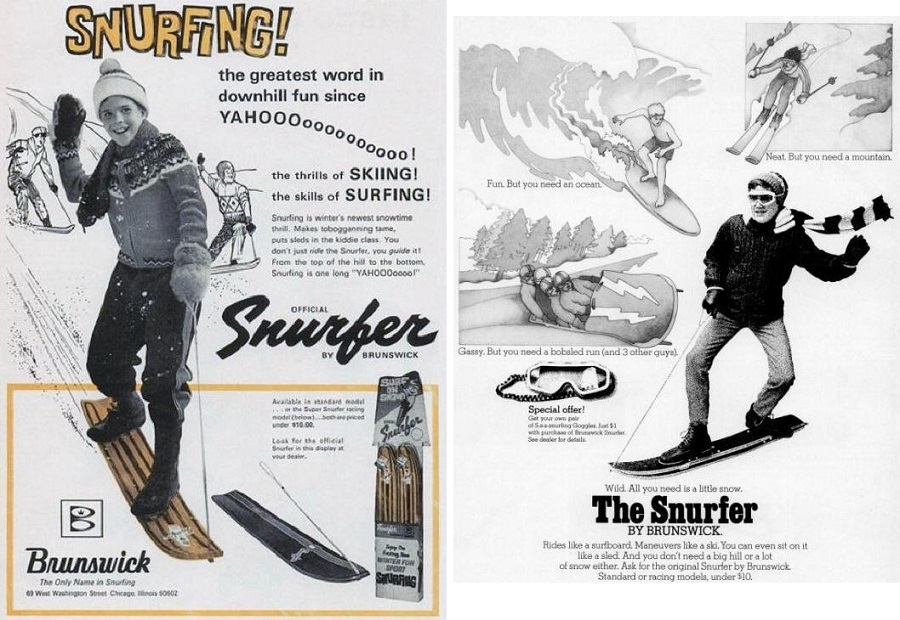 SNURFING!
the greatest word in
downhill fun since
YAHOOOoooooooooo!
the thrills of SKIING!
the skills of SURFING!
Snurfing is winter's newest snowtime
thrill. Makes tobogganning tame,
puts sleds in the kiddie class. You
don't just ride the Snurfer, you guide it!
From the top of the hill to the bottom,
Snurfing is one long "YAHOOOoooo!"
OFFICIAL
Snurfer
BY BRUNSWICK
Available in standard model
. . . or the Super Snurfer racing
model (below)...both are priced
under $10.00.
Look for the official
Snurfer in this display at
your dealer.
SURF
ON
SNOW
Snurfer
Enjoy The
WINTER FUN
SPORT
SNURFING
B
Brunswick
The Only Name in Snurfing
69 West Washington Street Chicago, Illinois 60602
Fun. But you need an ocean.
Neat. But you need a mountain.
Gassy. But you need a bobsled run (and 3 other guys).
Special offer!
Get your own pair
of S-n-o-snurfing Goggles. Just $1
with purchase of Brunswick Snurfer.
See dealer for details.
Wild. All you need is a little snow.
The Snurfer
BY BRUNSWICK.
Rides like a surfboard. Maneuvers like a ski. You can even sit on it
like a sled. And you don't need a big hill or a lot
of snow either. Ask for the original Snurfer by Brunswick.
Standard or racing models, under $10.